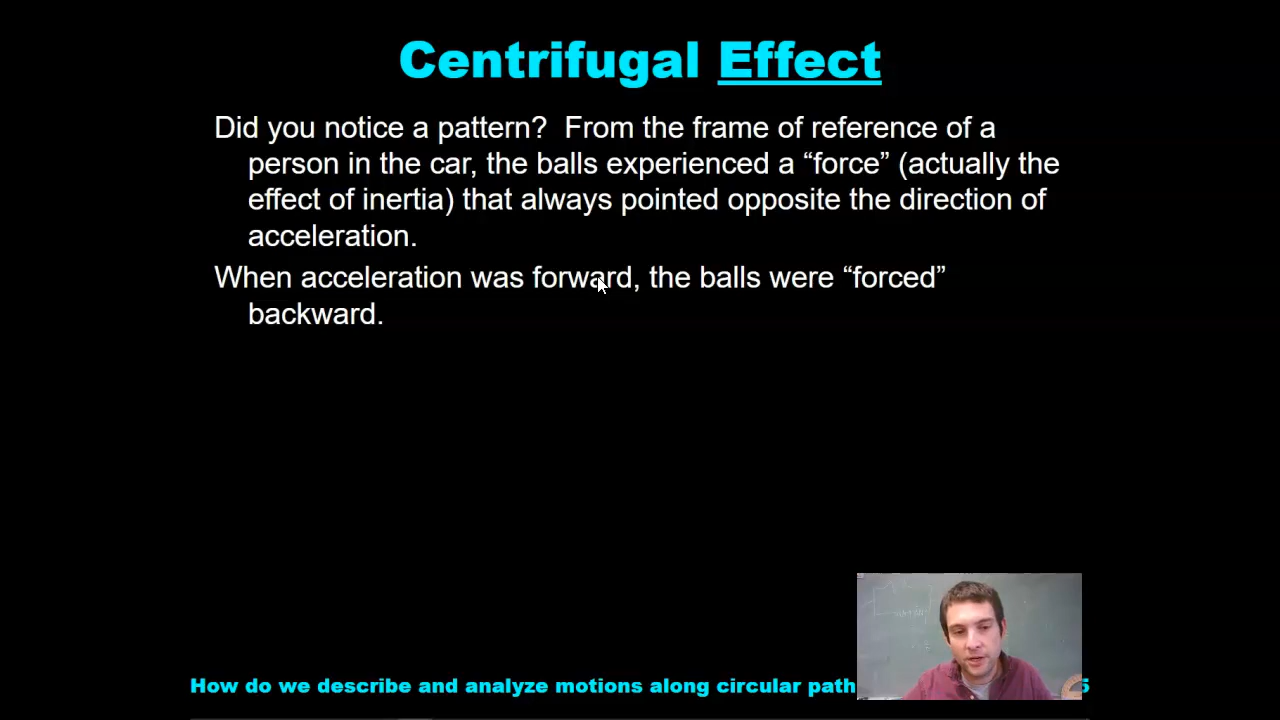 Centrifugal Effect
Did you notice a pattern?  From the frame of reference of a
person in the car, the balls experienced a “force” (actually the
effect of inertia) that always pointed opposite the direction of
acceleration.
When acceleration was forward, the balls were “forced”
backward.
How do we describe and analyze motions along circular path
5